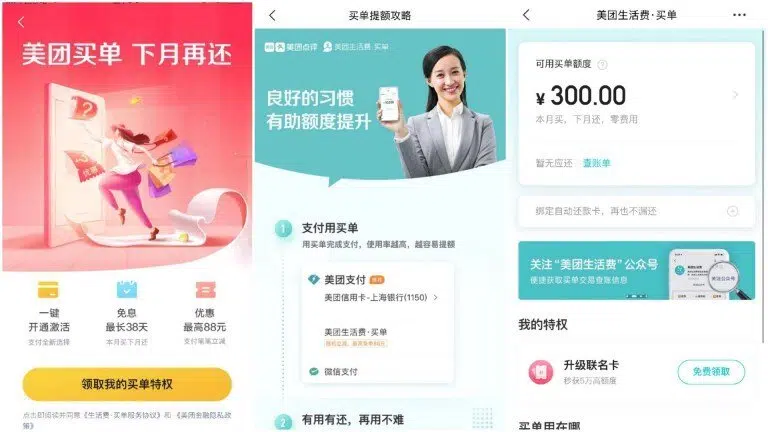 美团买单 下月再还
优惠
一键
开通激活
支付全新选择
免息
最长38天
本月买下月还
优惠
最高88元
支付笔笔立减
领取我的买单特权
点击即阅读并同意《生活费·买单服务协议》和《美团金融隐私政策》
买单提额攻略
美团点评
美团生活费·买单
良好的习惯
有助额度提升
1
支付用买单
用买单完成支付，使用率越高，越容易提额
美团支付
美团信用卡-上海银行(1150)
美团生活费·买单
微信支付
2
有用有还，再用不难
美团生活费·买单
可用买单额度
¥ 300.00
本月买，下月还，零费用
暂无应还 查账单
绑定自动还款卡，再也不漏还
关注“美团生活费”公众号
便捷获取买单交易查账信息
关注公众号
我的特权
升级联名卡
秒获5万高额度
免费领取
买单用在哪